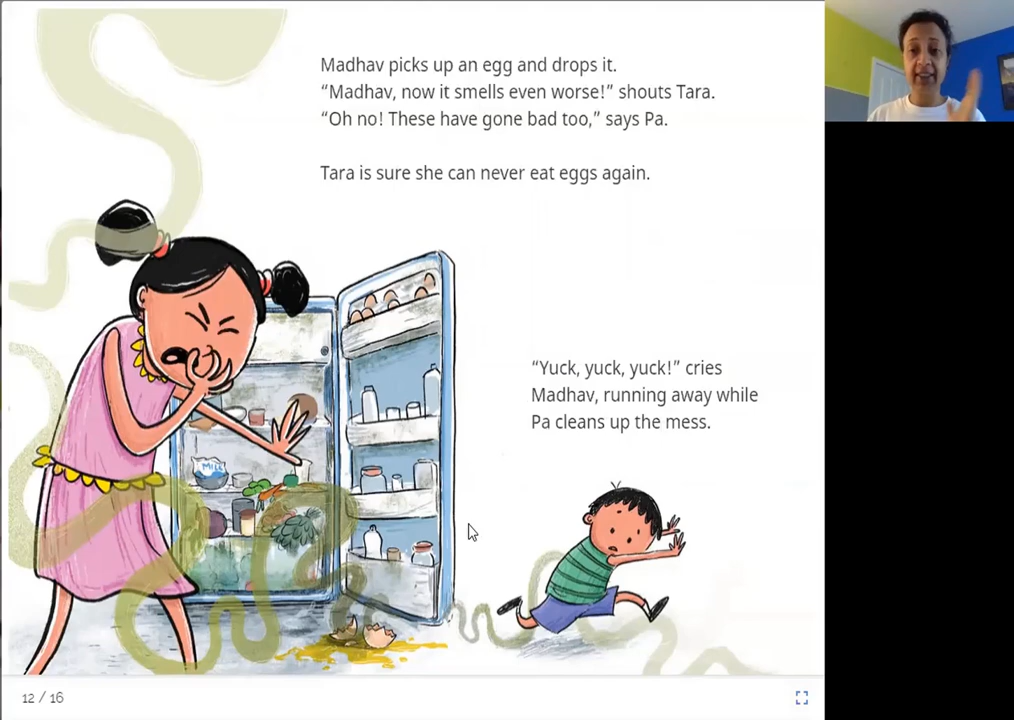 Madhav picks up an egg and drops it.
“Madhav, now it smells even worse!” shouts Tara.
“Oh no! These have gone bad too,” says Pa.
Tara is sure she can never eat eggs again.
“Yuck, yuck, yuck!” cries
Madhav, running away while
Pa cleans up the mess.
MILK
12 / 16